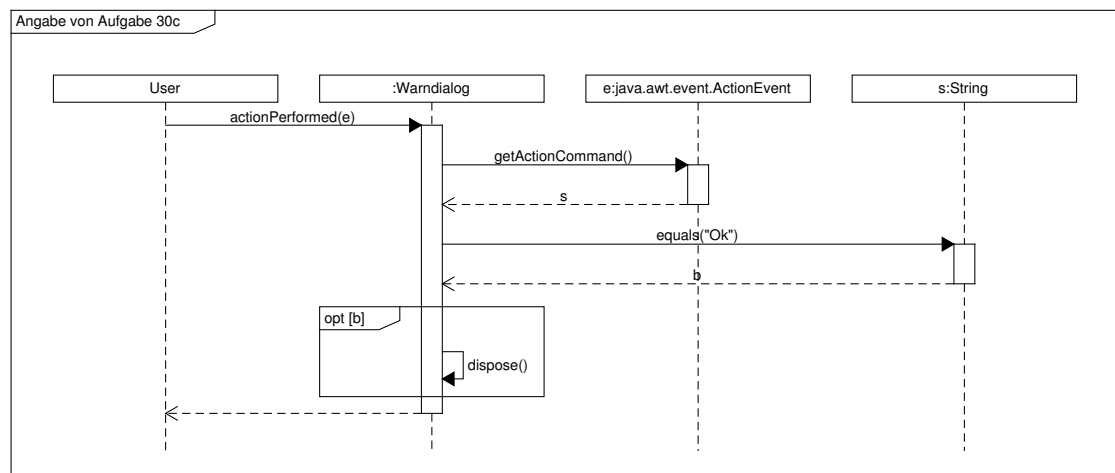 Angabe von Aufgabe 30c
User
:Warndialog
e:java.awt.event.ActionEvent
s:String
actionPerformed(e)
getActionCommand()
s
equals("Ok")
b
opt [b]
dispose()